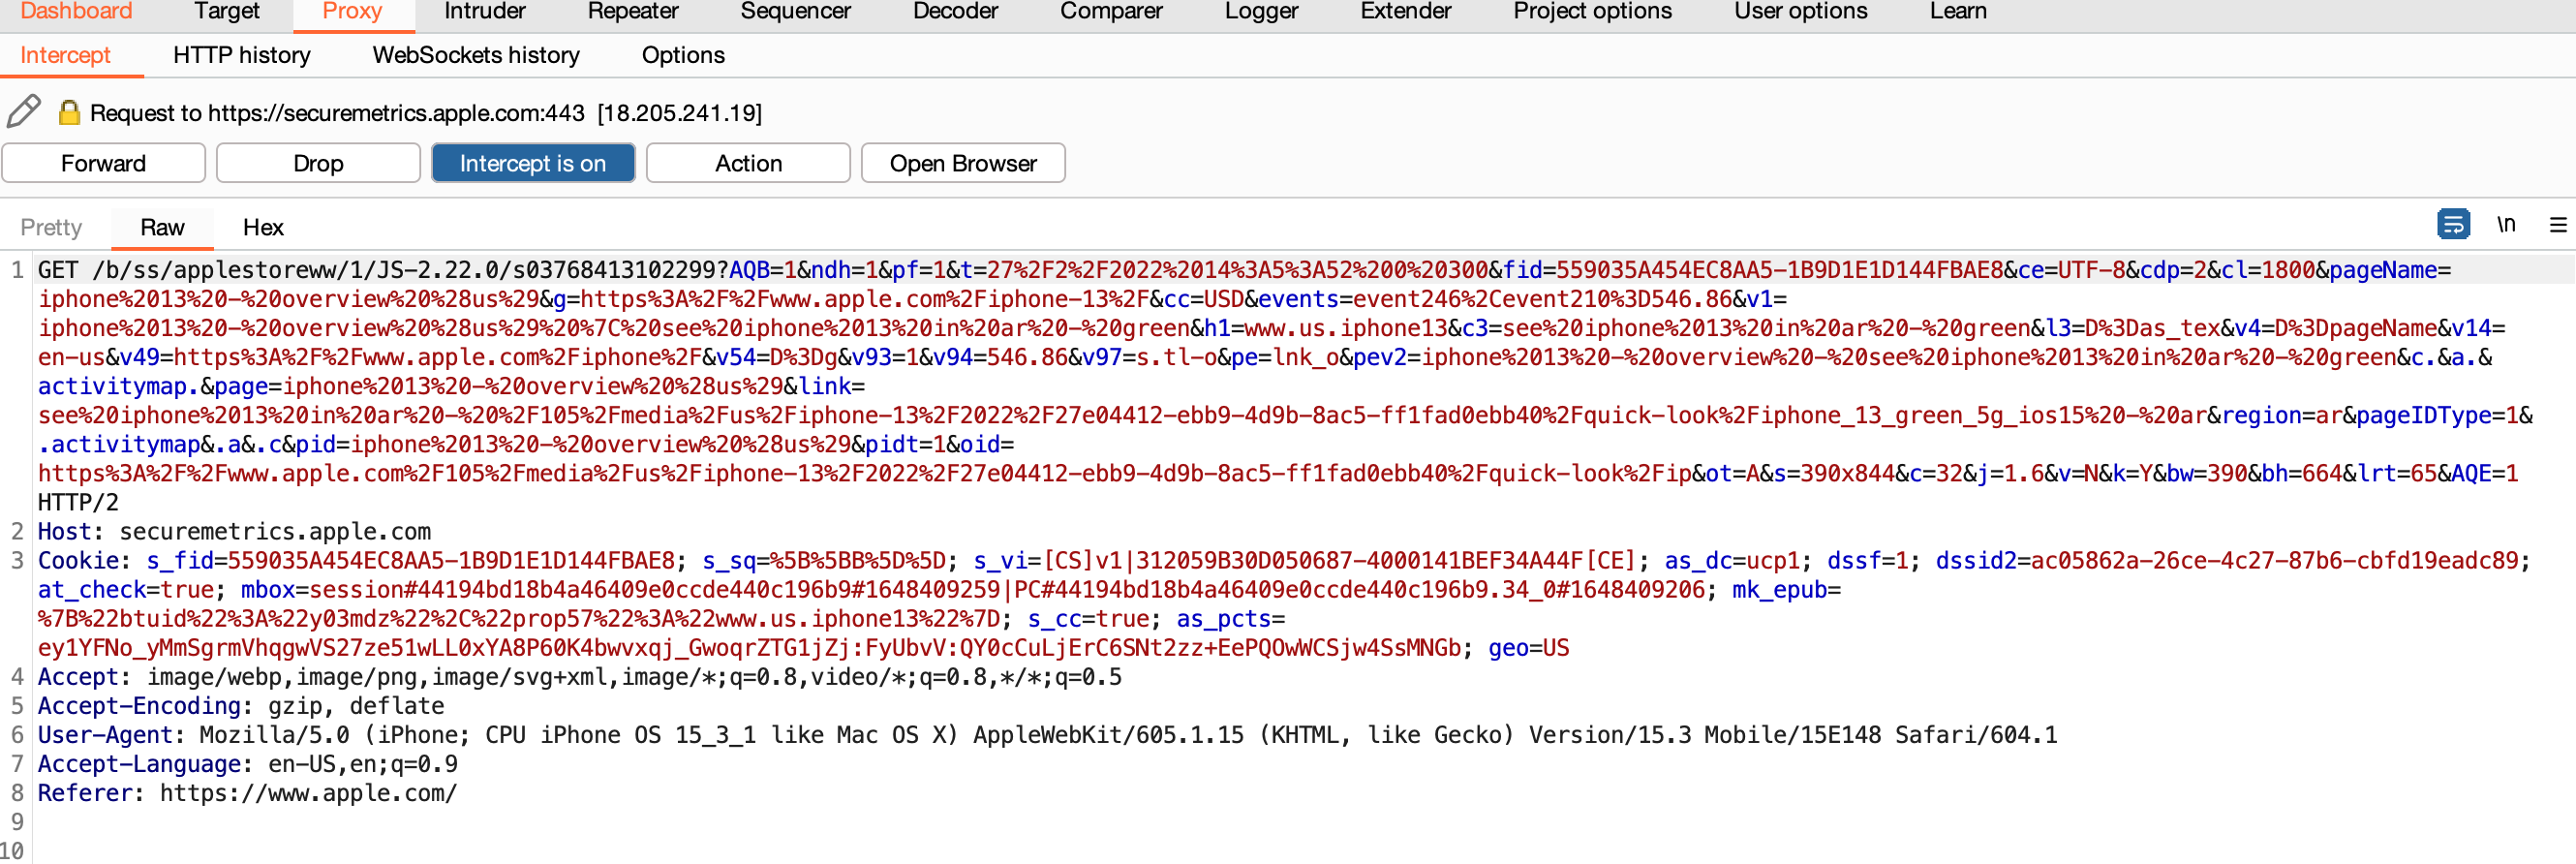 Dashboard Target Proxy Intruder Repeater Sequencer Decoder Comparer Logger Extender Project options User options Learn
Intercept HTTP history WebSockets history Options
Request to https://securemetrics.apple.com:443 [18.205.241.19]
Forward Drop Intercept is on Action Open Browser
Pretty Raw Hex \n
1 GET /b/ss/applestoreww/1/JS-2.22.0/s03768413102299?AQB=1&ndh=1&pf=1&t=27%2F2%2F2022%2014%3A5%3A52%200%20300&fid=559035A454EC8AA5-1B9D1E1D144FBAE8&ce=UTF-8&cdp=2&cl=1800&pageName=
iphone%2013%20-%20overview%20%28us%29&g=https%3A%2F%2Fwww.apple.com%2Fiphone-13%2F&cc=USD&events=event246%2Cevent210%3D546.86&v1=
iphone%2013%20-%20overview%20%28us%29%20%7C%20see%20iphone%2013%20in%20ar%20-%20green&h1=www.us.iphone13&c3=see%20iphone%2013%20in%20ar%20-%20green&l3=D%3Das_tex&v4=D%3DpageName&v14=
en-us&v49=https%3A%2F%2Fwww.apple.com%2Fiphone%2F&v54=D%3Dg&v93=1&v94=546.86&v97=s.tl-o&pe=lnk_o&pev2=iphone%2013%20-%20overview%20-%20see%20iphone%2013%20in%20ar%20-%20green&c.&a.&
activitymap.&page=iphone%2013%20-%20overview%20%28us%29&link=
see%20iphone%2013%20in%20ar%20-%20%2F105%2Fmedia%2Fus%2Fiphone-13%2F2022%2F27e04412-ebb9-4d9b-8ac5-ff1fad0ebb40%2Fquick-look%2Fiphone_13_green_5g_ios15%20-%20ar&region=ar&pageIDType=1&
.activitymap&.a&.c&pid=iphone%2013%20-%20overview%20%28us%29&pidt=1&oid=
https%3A%2F%2Fwww.apple.com%2F105%2Fmedia%2Fus%2Fiphone-13%2F2022%2F27e04412-ebb9-4d9b-8ac5-ff1fad0ebb40%2Fquick-look%2Fip&ot=A&s=390x844&c=32&j=1.6&v=N&k=Y&bw=390&bh=664&lrt=65&AQE=1
HTTP/2
2 Host: securemetrics.apple.com
3 Cookie: s_fid=559035A454EC8AA5-1B9D1E1D144FBAE8; s_sq=%5B%5BB%5D%5D; s_vi=[CS]v1|312059B30D050687-4000141BEF34A44F[CE]; as_dc=ucp1; dssf=1; dssid2=ac05862a-26ce-4c27-87b6-cbfd19eadc89;
at_check=true; mbox=session#44194bd18b4a46409e0ccde440c196b9#1648409259|PC#44194bd18b4a46409e0ccde440c196b9.34_0#1648409206; mk_epub=
%7B%22btuid%22%3A%22y03mdz%22%2C%22prop57%22%3A%22www.us.iphone13%22%7D; s_cc=true; as_pcts=
ey1YFNo_yMmSgrmVhqgwVS27ze51wLL0xYA8P60K4bwvxqj_GwoqrZTG1jZj:FyUbvV:QY0cCuLjErC6SNt2zz+EePQOwWCSjw4SsMNGb; geo=US
4 Accept: image/webp,image/png,image/svg+xml,image/*;q=0.8,video/*;q=0.8,*/*;q=0.5
5 Accept-Encoding: gzip, deflate
6 User-Agent: Mozilla/5.0 (iPhone; CPU iPhone OS 15_3_1 like Mac OS X) AppleWebKit/605.1.15 (KHTML, like Gecko) Version/15.3 Mobile/15E148 Safari/604.1
7 Accept-Language: en-US,en;q=0.9
8 Referer: https://www.apple.com/
9
10